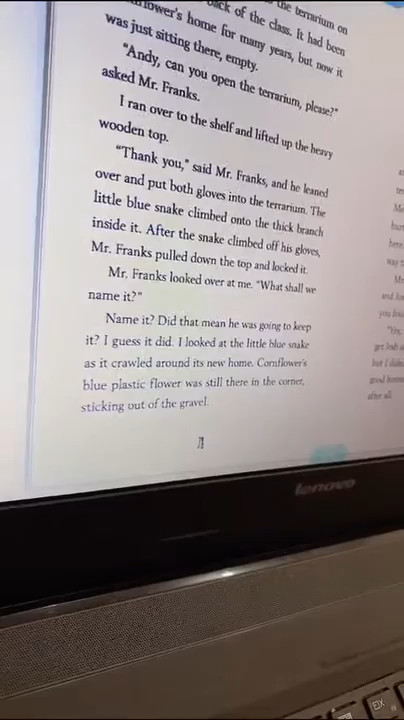 the terrarium on
back of the class. It had been
home for many years, but now it
was just sitting there, empty.
"Andy, can you open the terrarium, please?"
asked Mr. Franks.
I ran over to the shelf and lifted up the heavy
wooden top.
"Thank you," said Mr. Franks, and he leaned
over and put both gloves into the terrarium. The
little blue snake climbed onto the thick branch
inside it. After the snake climbed off his gloves,
Mr. Franks pulled down the top and locked it.
Mr. Franks looked over at me. "What shall we
name it?"
Name it? Did that mean he was going to keep
it? I guess it did. I looked at the little blue snake
as it crawled around its new home. Cornflower's
blue plastic flower was still there in the corner,
sticking out of the gravel.
good home
after all.
lenovo